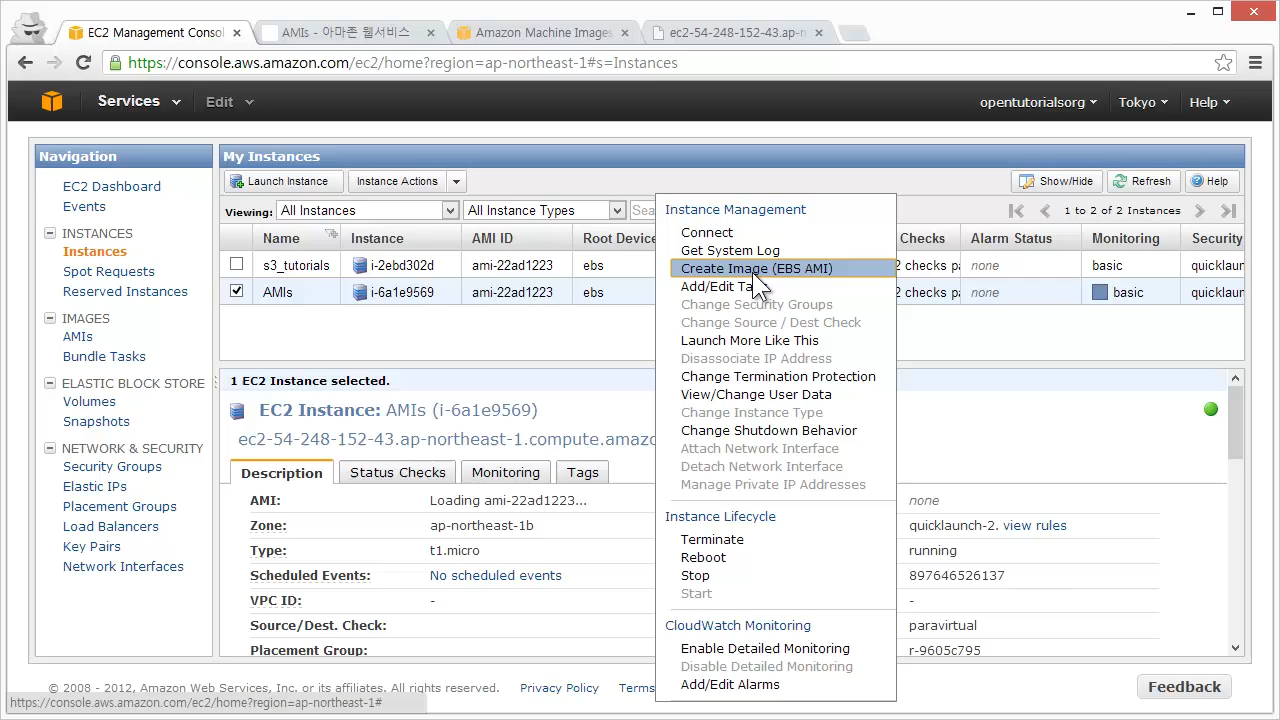 EC2 Management Conso
AMIs - 아마존 웹서비스
Amazon Machine Images
ec2-54-248-152-43.ap-n
https://console.aws.amazon.com/ec2/home?region=ap-northeast-1#s=Instances
Services
Edit
opentutorialsorg
Tokyo
Help
Navigation
EC2 Dashboard
Events
INSTANCES
Instances
Spot Requests
Reserved Instances
IMAGES
AMIs
Bundle Tasks
ELASTIC BLOCK STORE
Volumes
Snapshots
NETWORK & SECURITY
Security Groups
Elastic IPs
Placement Groups
Load Balancers
Key Pairs
Network Interfaces
My Instances
Launch Instance
Instance Actions
Show/Hide
Refresh
Help
Viewing:
All Instances
All Instance Types
Sea
1 to 2 of 2 Instances
Name
Instance
AMI ID
Root Device
Checks
Alarm Status
Monitoring
Security
s3_tutorials
i-2ebd302d
ami-22ad1223
ebs
2 checks pa
none
basic
quicklaunch
AMIs
i-6a1e9569
ami-22ad1223
ebs
2 checks pa
none
basic
quicklaun
Instance Management
Connect
Get System Log
Create Image (EBS AMI)
Add/Edit Ta
Change Security Groups
Change Source / Dest Check
Launch More Like This
Disassociate IP Address
Change Termination Protection
View/Change User Data
Change Instance Type
Change Shutdown Behavior
Attach Network Interface
Detach Network Interface
Manage Private IP Addresses
Instance Lifecycle
Terminate
Reboot
Stop
Start
CloudWatch Monitoring
Enable Detailed Monitoring
Disable Detailed Monitoring
Add/Edit Alarms
1 EC2 Instance selected.
EC2 Instance: AMIs (i-6a1e9569)
ec2-54-248-152-43.ap-northeast-1.compute.amazo
Description
Status Checks
Monitoring
Tags
AMI:
Loading ami-22ad1223...
none
Zone:
ap-northeast-1b
quicklaunch-2. view rules
Type:
t1.micro
running
Scheduled Events:
No scheduled events
897646526137
VPC ID:
-
-
Source/Dest. Check:
paravirtual
Placement Group:
r-9605c795
© 2008 - 2012, Amazon Web Services, Inc. or its affiliates. All rights reserved.
Privacy Policy
Terms
Feedback
https://console.aws.amazon.com/ec2/home?region=ap-northeast-1#